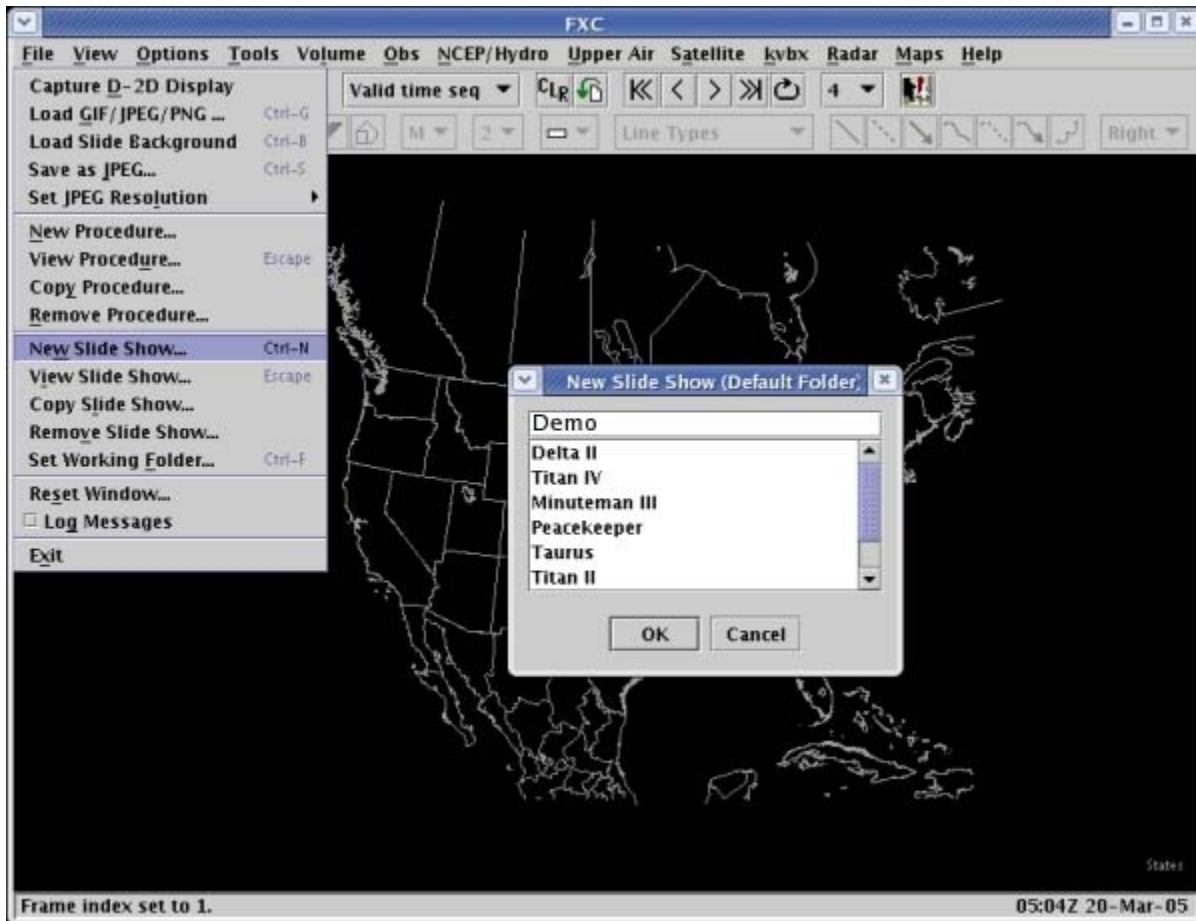 FXC
File View Options Tools Volume Obs NCEP/Hydro Upper Air Satellite kvbx Radar Maps Help
Valid time seq CLR 4
M 2 Line Types Right
Capture D-2D Display
Load GIF/JPEG/PNG ... Ctrl-G
Load Slide Background Ctrl-B
Save as JPEG... Ctrl-S
Set JPEG Resolution
New Procedure...
View Procedure... Escape
Copy Procedure...
Remove Procedure...
New Slide Show... Ctrl-N
View Slide Show... Escape
Copy Slide Show...
Remove Slide Show...
Set Working Folder... Ctrl-F
Reset Window...
Log Messages
Exit
New Slide Show (Default Folder)
Demo
Delta II
Titan IV
Minuteman III
Peacekeeper
Taurus
Titan II
OK Cancel
States
Frame index set to 1. 05:04Z 20-Mar-05